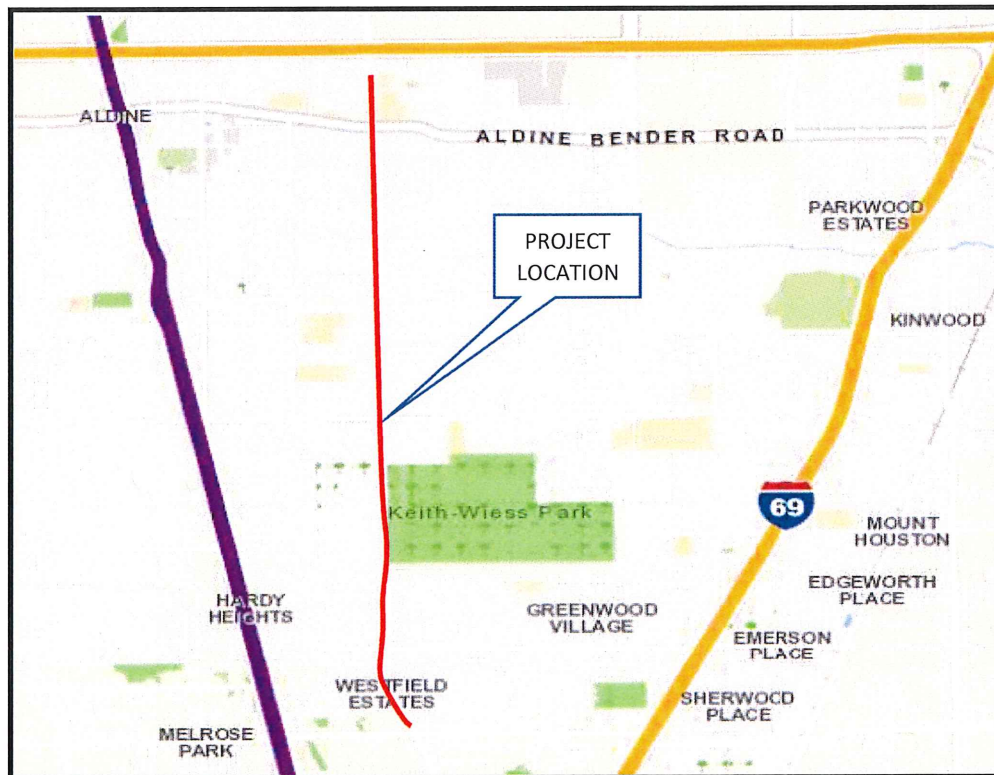 ALDINE
ALDINE BENDER ROAD
PARKWOOD
ESTATES
PROJECT
LOCATION
KINWOOD
69
Keith-Wiess Park
MOUNT
HOUSTON
EDGEWORTH
PLACE
HARDY
HEIGHTS
GREENWOOD
VILLAGE
EMERSON
PLACE
WESTFIELD
ESTATES
SHERWOOD
PLACE
MELROSE
PARK